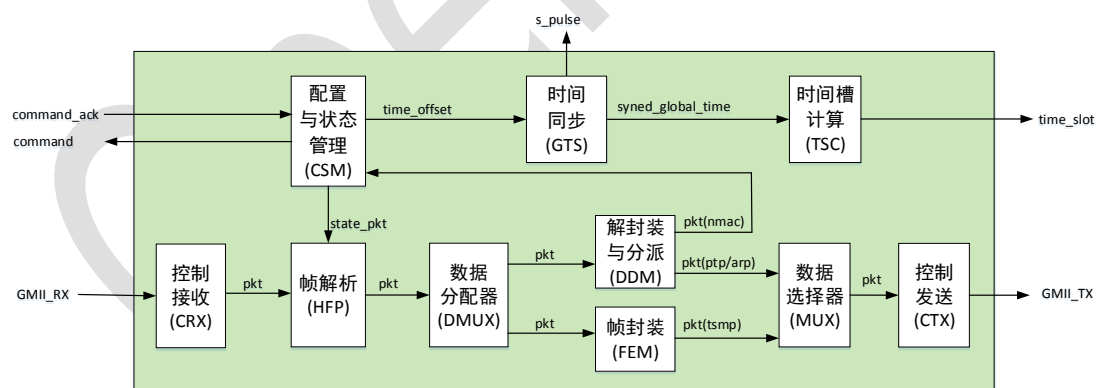 s_pulse
配置
与状态
管理
(CSM)
时间
同步
(GTS)
时间槽
计算
(TSC)
command_ack
command
time_offset
syned_global_time
time_slot
state_pkt
解封装
与分派
(DDM)
pkt(nmac)
pkt(ptp/arp)
GMII_RX
控制
接收
(CRX)
pkt
帧解析
(HFP)
pkt
数据
分配器
(DMUX)
pkt
pkt
帧封装
(FEM)
pkt(tsmp)
数据
选择器
(MUX)
pkt
控制
发送
(CTX)
GMII_TX